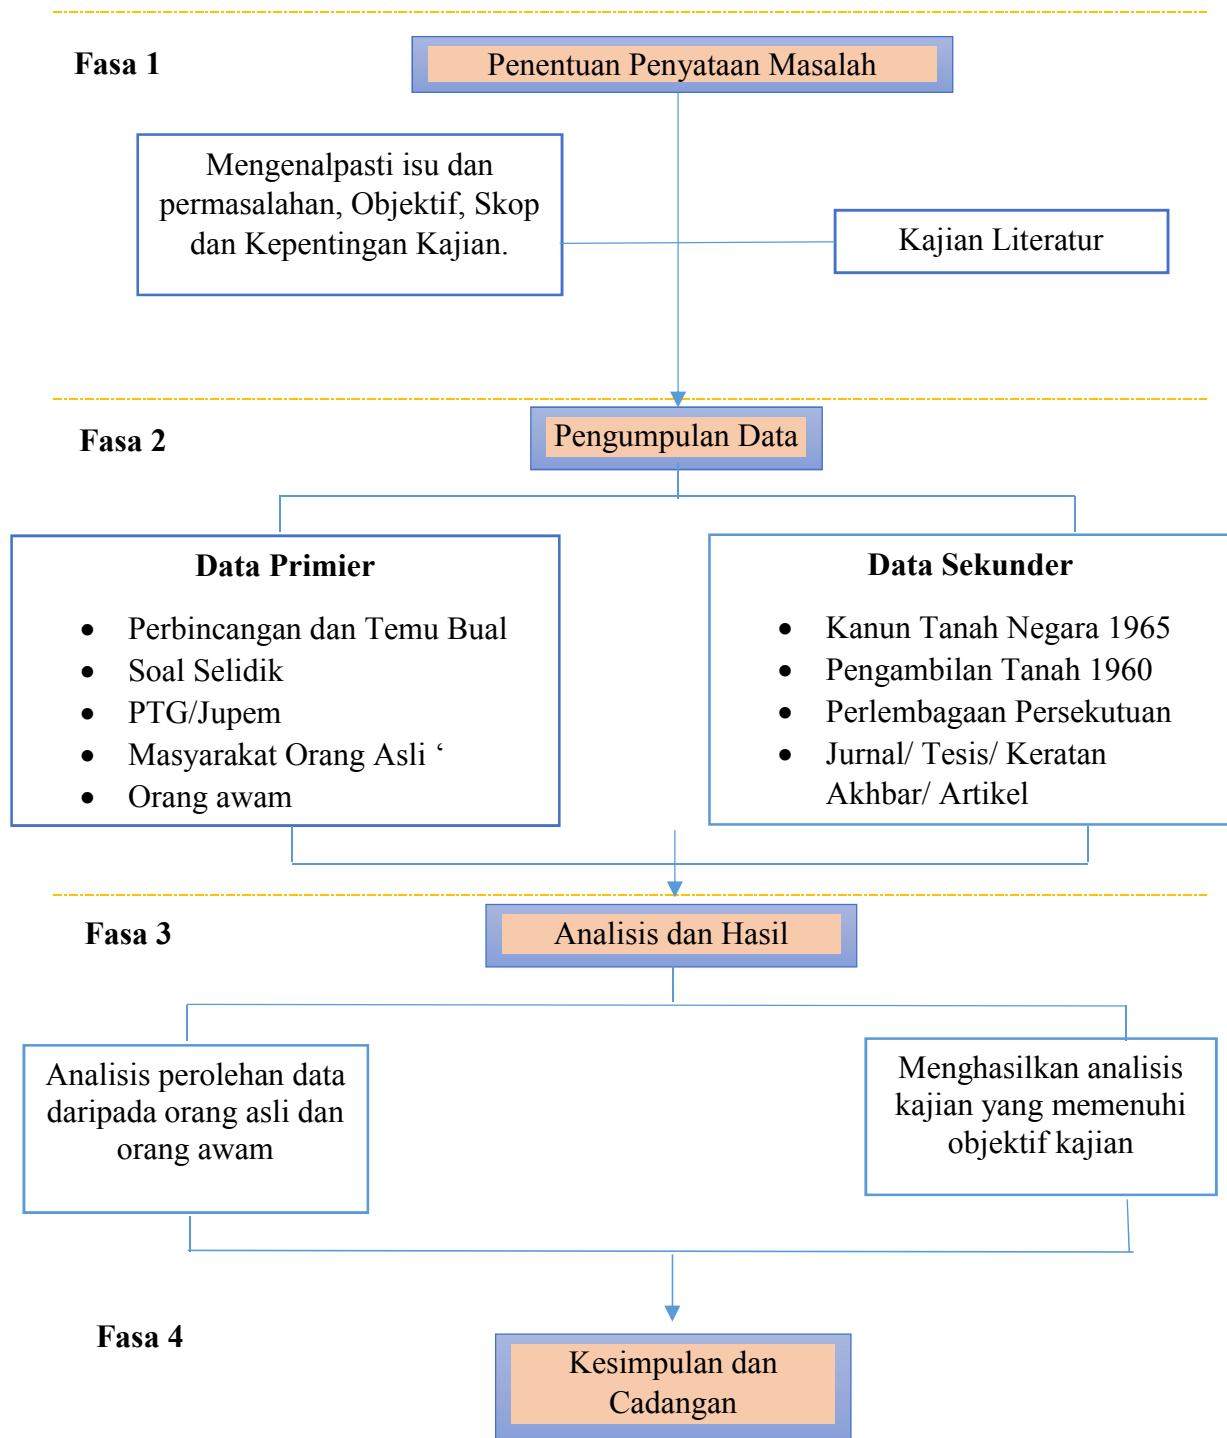 Fasa 1
Penentuan Penyataan Masalah
Mengenalpasti isu dan
permasalahan, Objektif, Skop
dan Kepentingan Kajian.
Kajian Literatur
Fasa 2
Pengumpulan Data
Data Primier
• Perbincangan dan Temu Bual
• Soal Selidik
• PTG/Jupem
• Masyarakat Orang Asli ‘
• Orang awam
Data Sekunder
• Kanun Tanah Negara 1965
• Pengambilan Tanah 1960
• Perlembagaan Persekutuan
• Jurnal/ Tesis/ Keratan
Akhbar/ Artikel
Fasa 3
Analisis dan Hasil
Analisis perolehan data
daripada orang asli dan
orang awam
Menghasilkan analisis
kajian yang memenuhi
objektif kajian
Fasa 4
Kesimpulan dan
Cadangan